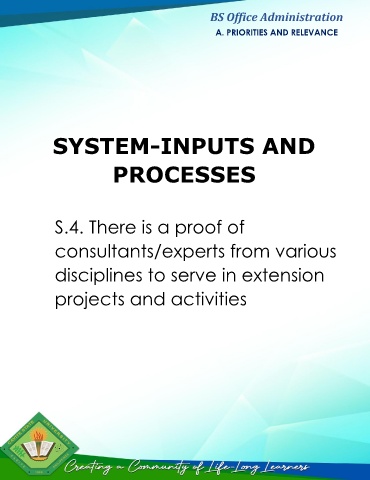 BS Office Administration
A. PRIORITIES AND RELEVANCE
SYSTEM-INPUTS AND
PROCESSES
S.4. There is a proof of
consultants/experts from various
disciplines to serve in extension
projects and activities
Creating a Community of Life-Long Learners